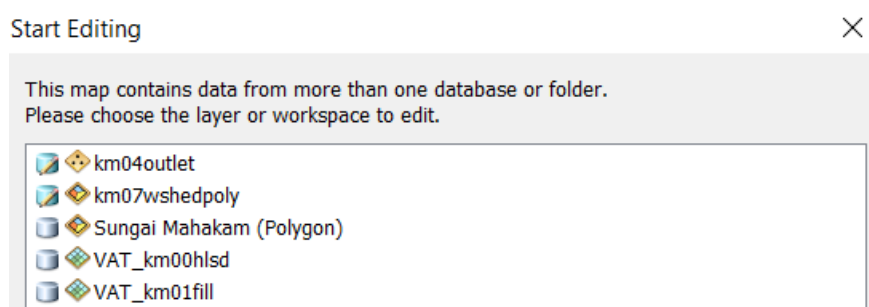 Start Editing
This map contains data from more than one database or folder.
Please choose the layer or workspace to edit.
km04outlet
km07wshedpoly
Sungai Mahakam (Polygon)
VAT_km00hlsd
VAT_km01fill